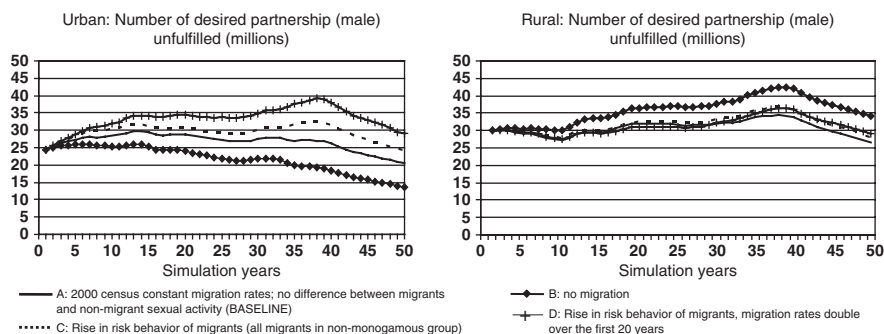 Urban: Number of desired partnership (male)
unfulfilled (millions)
50
45
40
35
30
25
20
15
10
5
0
0 5 10 15 20 25 30 35 40 45 50
Simulation years
Rural: Number of desired partnership (male)
unfulfilled (millions)
50
45
40
35
30
25
20
15
10
5
0
0 5 10 15 20 25 30 35 40 45 50
Simulation years
A: 2000 census constant migration rates; no difference between migrants
and non-migrant sexual activity (BASELINE)
C: Rise in risk behavior of migrants (all migrants in non-monogamous group)
B: no migration
D: Rise in risk behavior of migrants, migration rates double
over the first 20 years